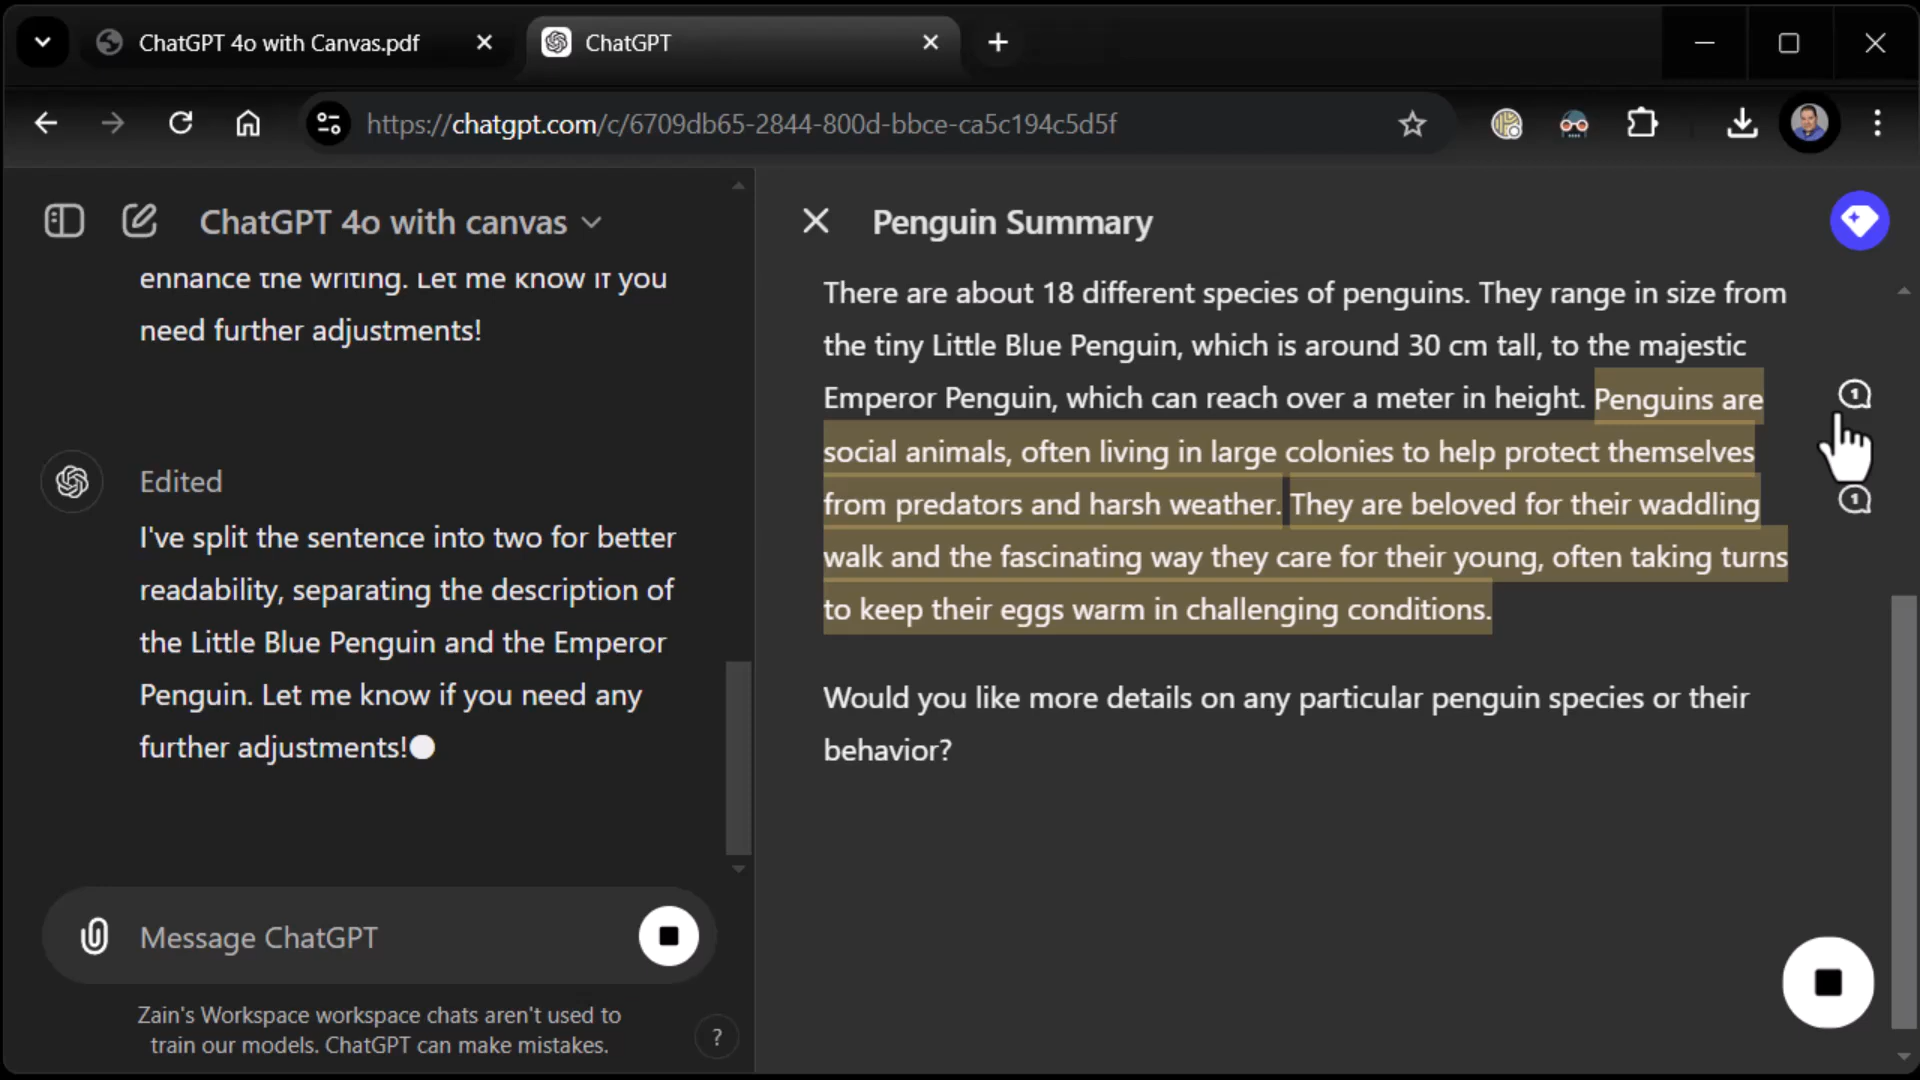 ChatGPT 4o with Canvas.pdf
ChatGPT
https://chatgpt.com/c/6709db65-2844-800d-bbce-ca5c194c5d5f
ChatGPT 4o with canvas
enhance the writing. Let me know if you
need further adjustments!
Edited
I've split the sentence into two for better
readability, separating the description of
the Little Blue Penguin and the Emperor
Penguin. Let me know if you need any
further adjustments!
Message ChatGPT
Zain's Workspace workspace chats aren't used to
train our models. ChatGPT can make mistakes.
?
Penguin Summary
There are about 18 different species of penguins. They range in size from
the tiny Little Blue Penguin, which is around 30 cm tall, to the majestic
Emperor Penguin, which can reach over a meter in height. Penguins are
social animals, often living in large colonies to help protect themselves
from predators and harsh weather. They are beloved for their waddling
walk and the fascinating way they care for their young, often taking turns
to keep their eggs warm in challenging conditions.
Would you like more details on any particular penguin species or their
behavior?
1
1